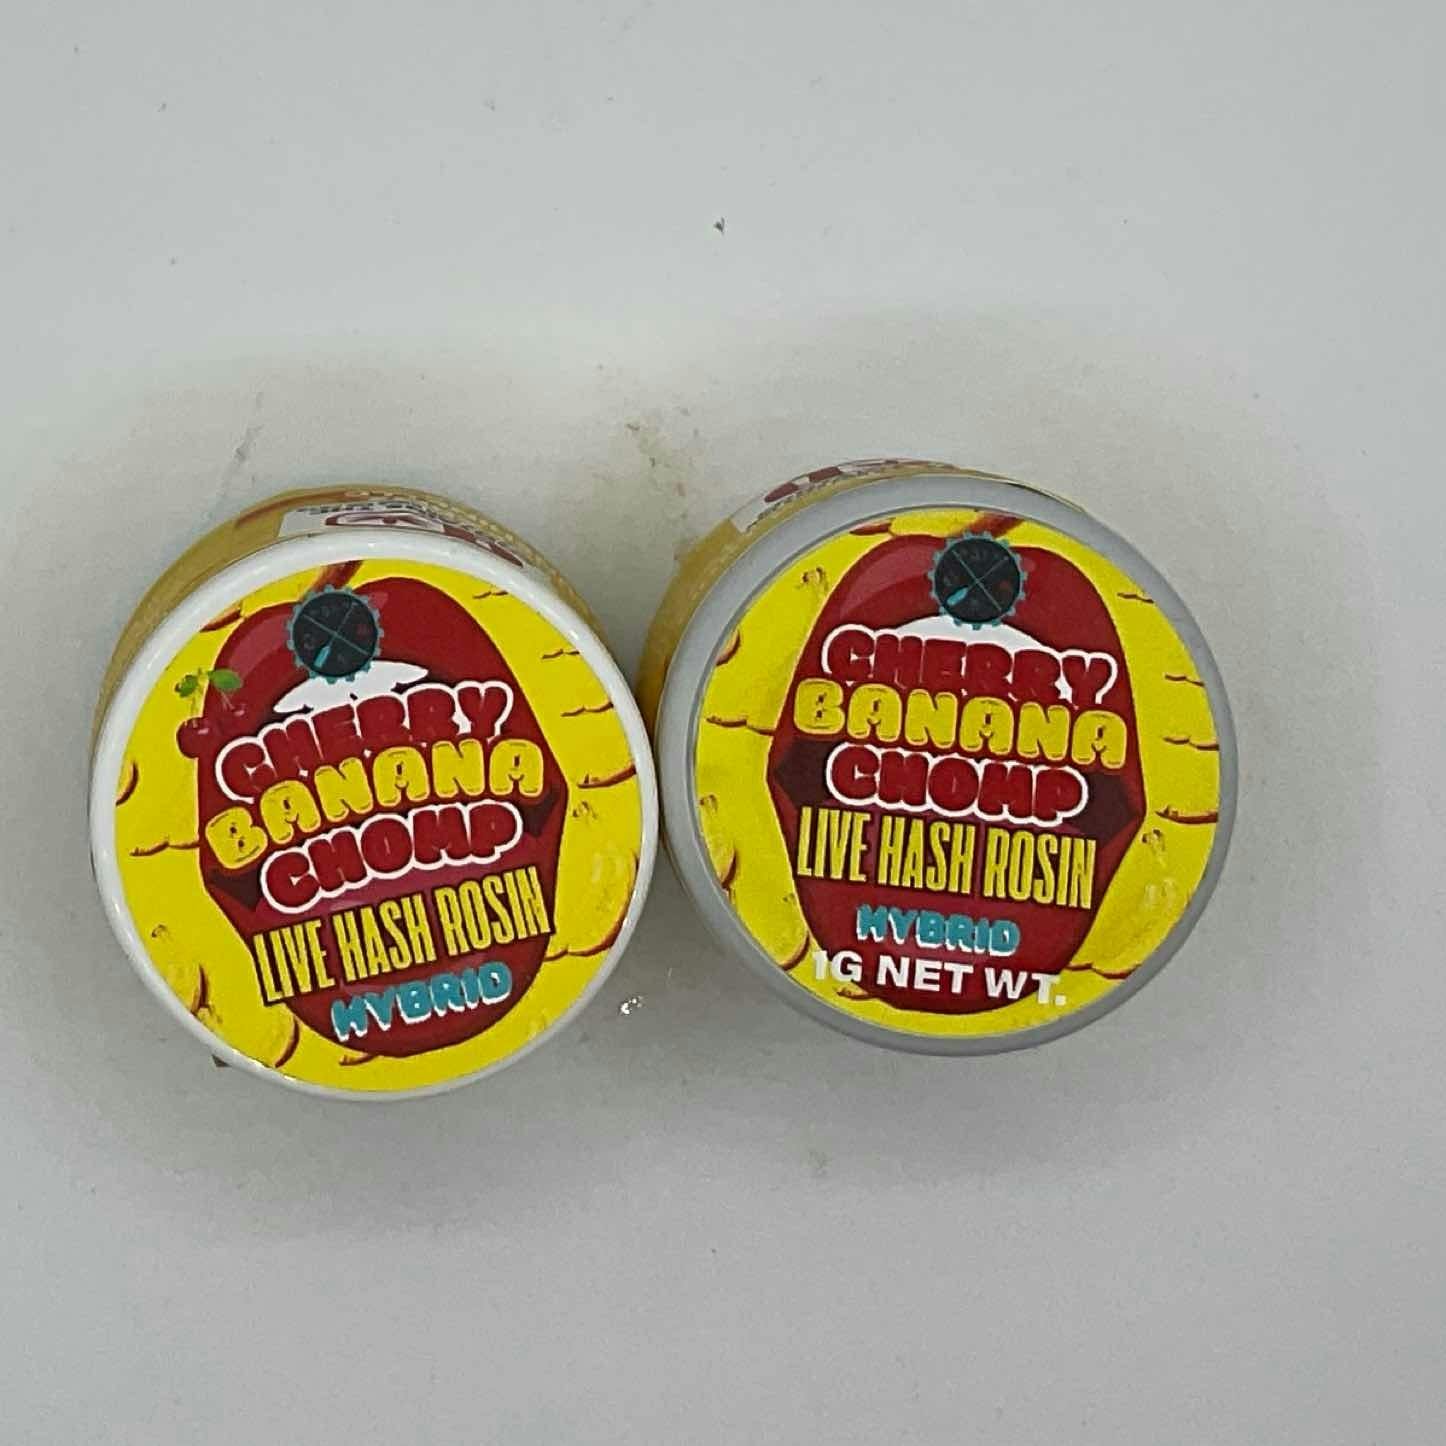 CHERRY
BANANA
CHOMP
LIVE HASH ROSIN
HYBRID
CHERRY
BANANA
CHOMP
LIVE HASH ROSIN
HYBRID
1G NET WT.